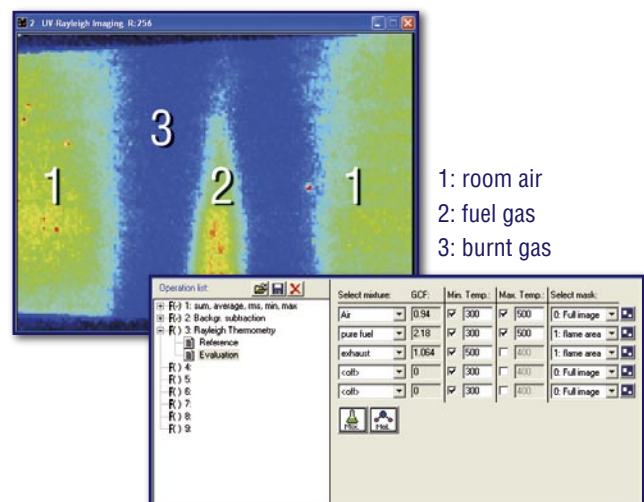 2 UV Rayleigh Imaging R:256
1
3
2
1
1: room air
2: fuel gas
3: burnt gas
Operation list:
R(-) 1: sum, average, rms, min, max
R(-) 2: Backgr. subtraction
R( ) 3: Rayleigh Thermometry
Reference
Evaluation
R( ) 4:
R( ) 5:
R( ) 6:
R( ) 7:
R( ) 8:
R( ) 9:
Select mixture: GCF: Min. Temp.: Max. Temp.: Select mask:
Air 0.94 300 500 0: Full image
pure fuel 2.18 300 500 1: flame area
exhaust 1.064 500 400 1: flame area
<off> 0 300 400 0: Full image
<off> 0 300 400 0: Full image
Mix. Mol.